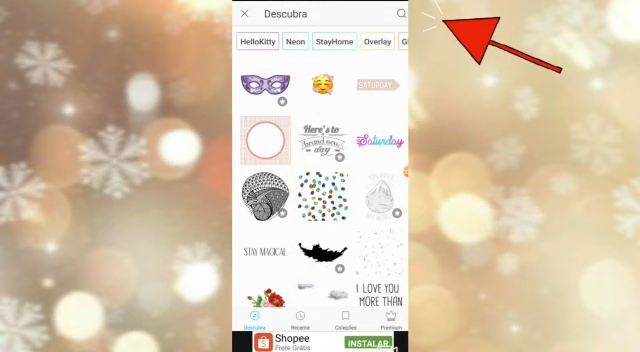 Descubra
HelloKitty Neon StayHome Overlay
SATURDAY
Here's to
brand new
day
Saturday
STAY MAGICAL
I LOVE YOU
MORE THAN
Descubra Recente Coleções Premium
Shopee
Frete Grátis
INSTALAR